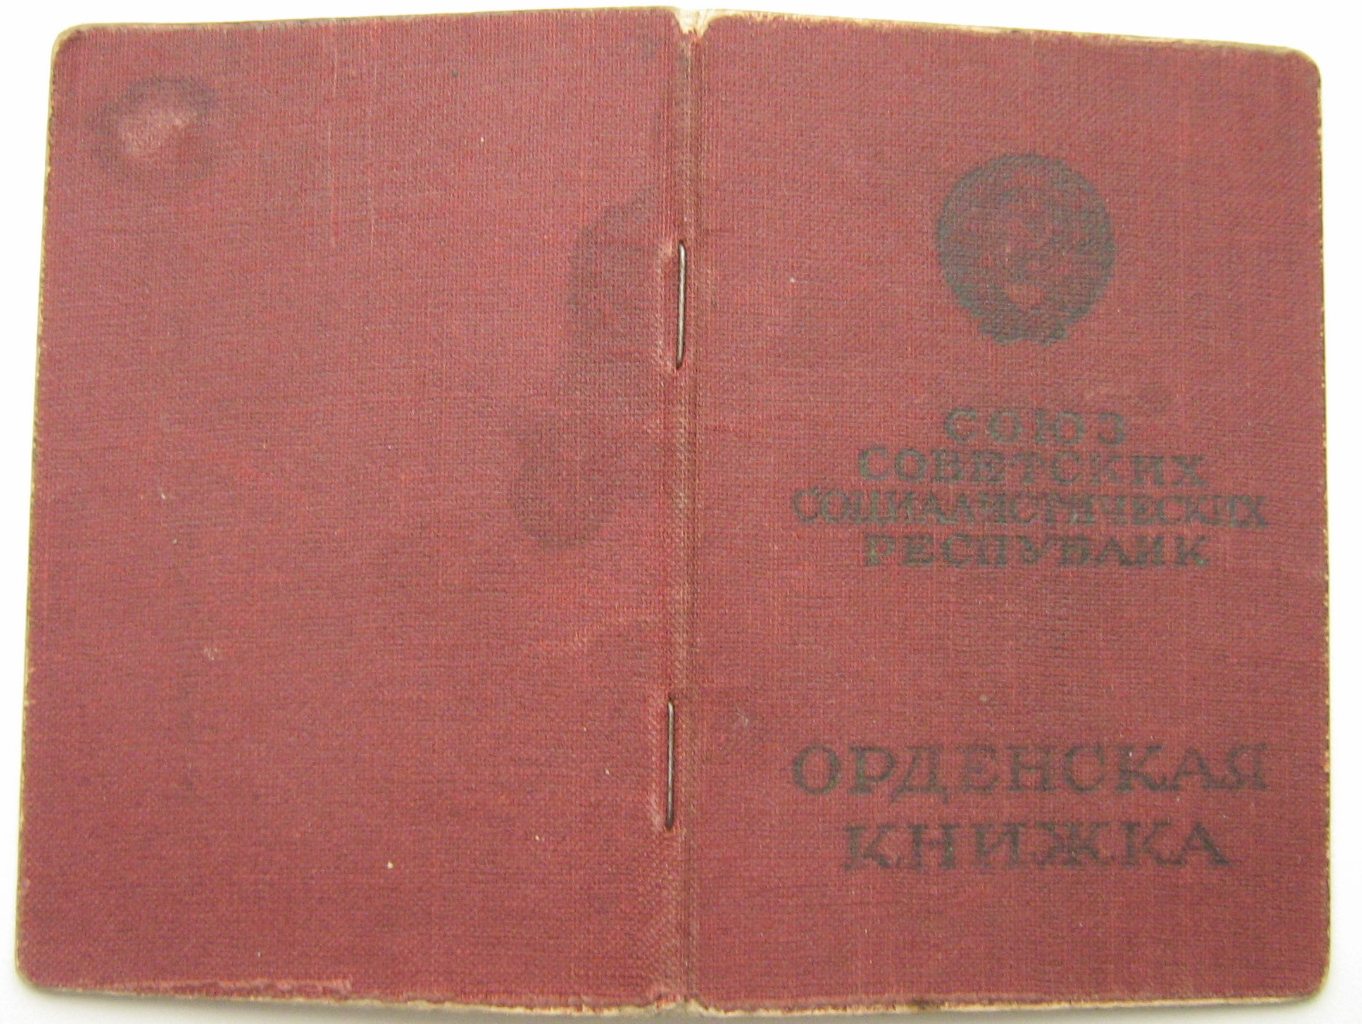 СОЮЗ
СОВЕТСКИХ
СОЦИАЛИСТИЧЕСКИХ
РЕСПУБЛИК
ОРДЕНСКАЯ
КНИЖКА